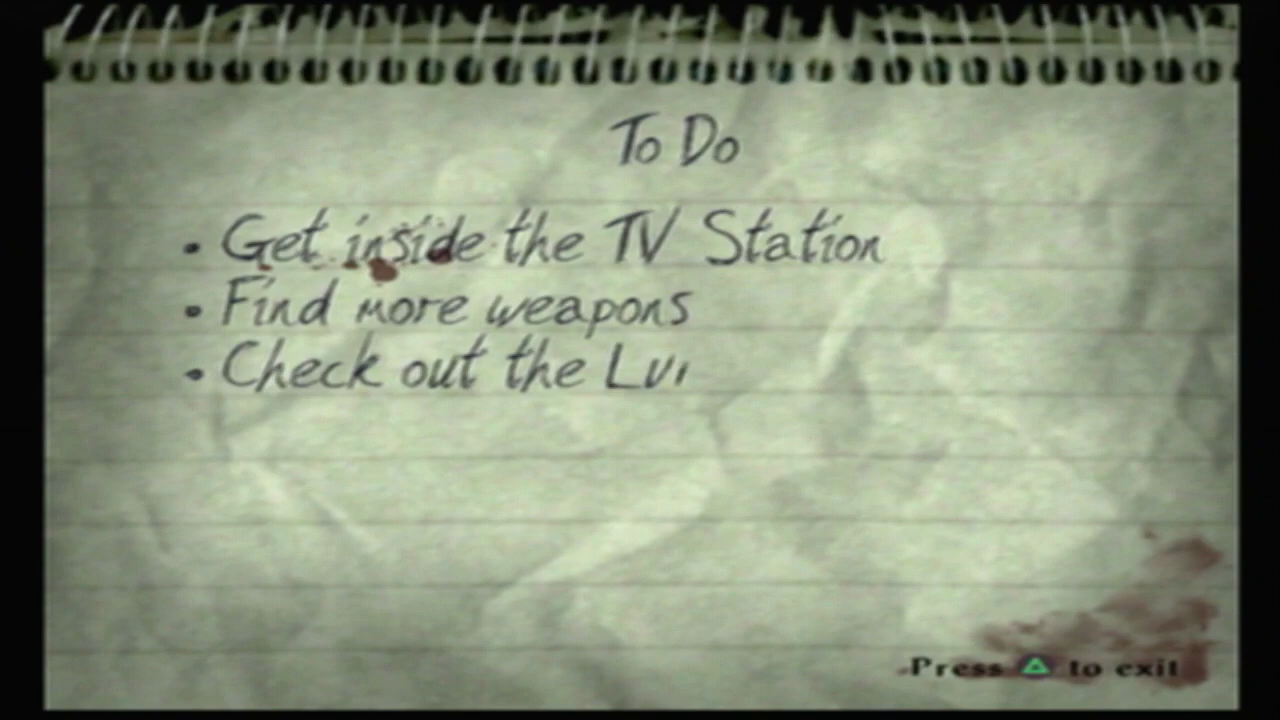 To Do
• Get inside the TV Station
• Find more weapons
• Check out the
Press △ to exit